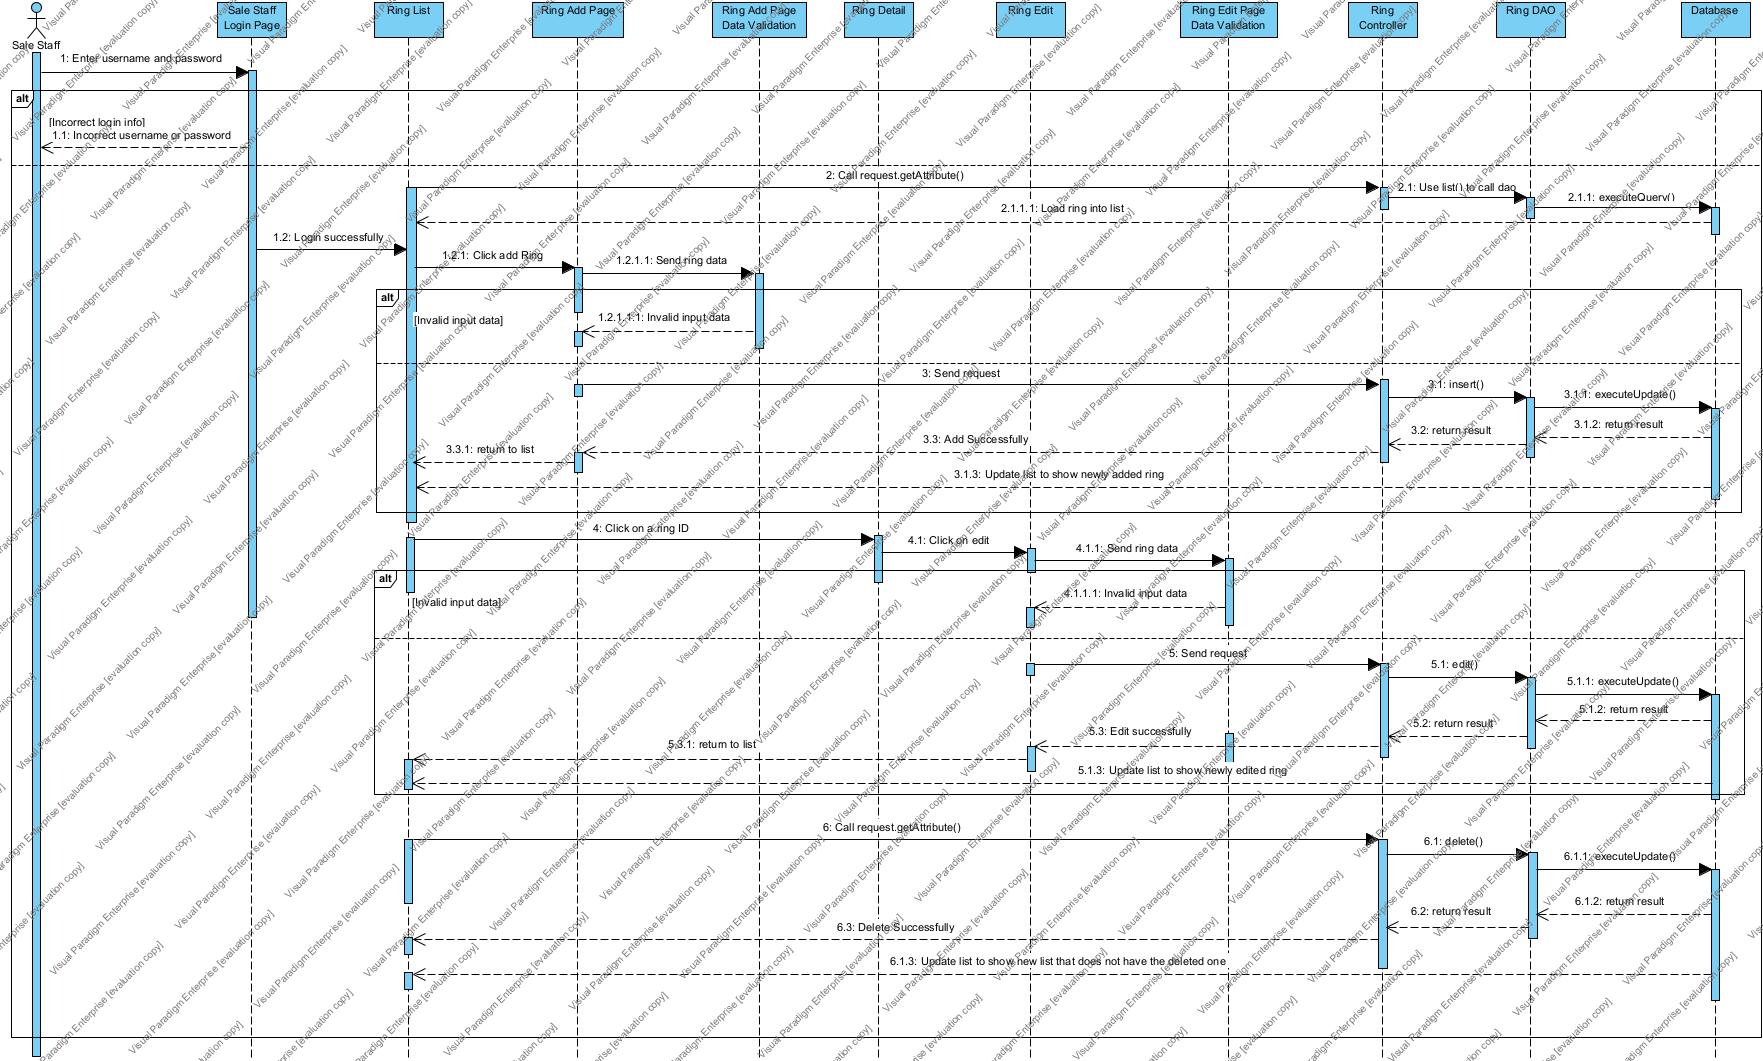 Sale Staff
Sale Staff
Login Page
Ring List
Ring Add Page
Ring Add Page
Data Validation
Ring Detail
Ring Edit
Ring Edit Page
Data Validation
Ring
Controller
Ring DAO
Database
1: Enter username and password
alt
[Incorrect login info]
1.1: Incorrect username or password
2: Call request.getAttribute()
2.1: Use list() to call dao
2.1.1: executeQuery()
2.1.1.1: Load ring into list
1.2: Login successfully
1.2.1: Click add Ring
1.2.1.1: Send ring data
alt
[Invalid input data]
1.2.1.1.1: Invalid input data
3: Send request
3.1: insert()
3.1.1: executeUpdate()
3.1.2: return result
3.2: return result
3.3: Add Successfully
3.3.1: return to list
3.1.3: Update list to show newly added ring
4: Click on a ring ID
4.1: Click on edit
4.1.1: Send ring data
alt
[Invalid input data]
4.1.1.1: Invalid input data
5: Send request
5.1: edit()
5.1.1: executeUpdate()
5.1.2: return result
5.2: return result
5.3: Edit successfully
5.3.1: return to list
5.1.3: Update list to show newly edited ring
6: Call request.getAttribute()
6.1: delete()
6.1.1: executeUpdate()
6.1.2: return result
6.2: return result
6.3: Delete Successfully
6.1.3: Update list to show new list that does not have the deleted one
Visual Paradigm Enterprise [evaluation copy]